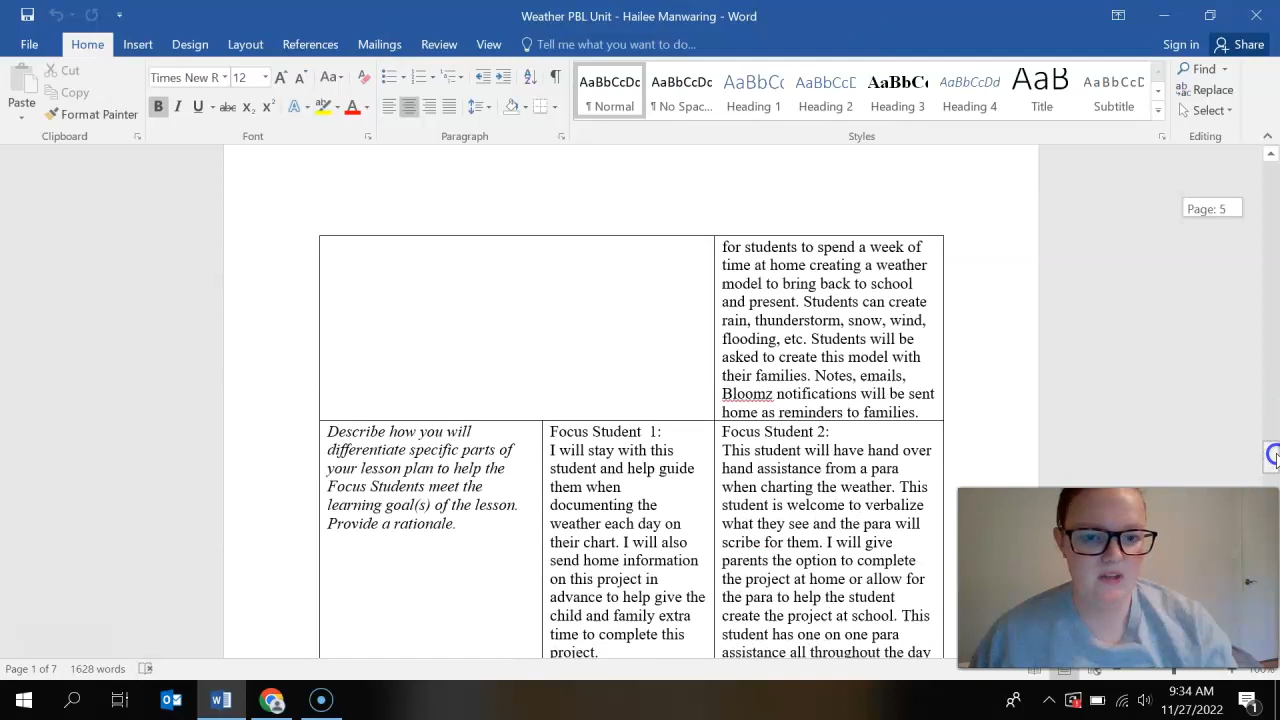 Weather PBL Unit - Hailee Manwaring - Word
File Home Insert Design Layout References Mailings Review View Tell me what you want to do... Sign in Share
Paste
Cut
Copy
Format Painter
Times New R 12 Aa
B I U abc x₂ x² A A
AaBbCcDc AaBbCcDc AaBbCc AaBbCcD AaBbC AaBbCcDd AaB AaBbCcD
¶ Normal ¶ No Spac... Heading 1 Heading 2 Heading 3 Heading 4 Title Subtitle
Find
Replace
Select
Clipboard Font Paragraph Styles Editing
Page: 5
for students to spend a week of
time at home creating a weather
model to bring back to school
and present. Students can create
rain, thunderstorm, snow, wind,
flooding, etc. Students will be
asked to create this model with
their families. Notes, emails,
Bloomz notifications will be sent
home as reminders to families.
Describe how you will
differentiate specific parts of
your lesson plan to help the
Focus Students meet the
learning goal(s) of the lesson.
Provide a rationale.
Focus Student 1:
I will stay with this
student and help guide
them when
documenting the
weather each day on
their chart. I will also
send home information
on this project in
advance to help give the
child and family extra
time to complete this
project.
Focus Student 2:
This student will have hand over
hand assistance from a para
when charting the weather. This
student is welcome to verbalize
what they see and the para will
scribe for them. I will give
parents the option to complete
the project at home or allow for
the para to help the student
create the project at school. This
student has one on one para
assistance all throughout the day
Page 1 of 7 1628 words
100%
9:34 AM
11/27/2022
1